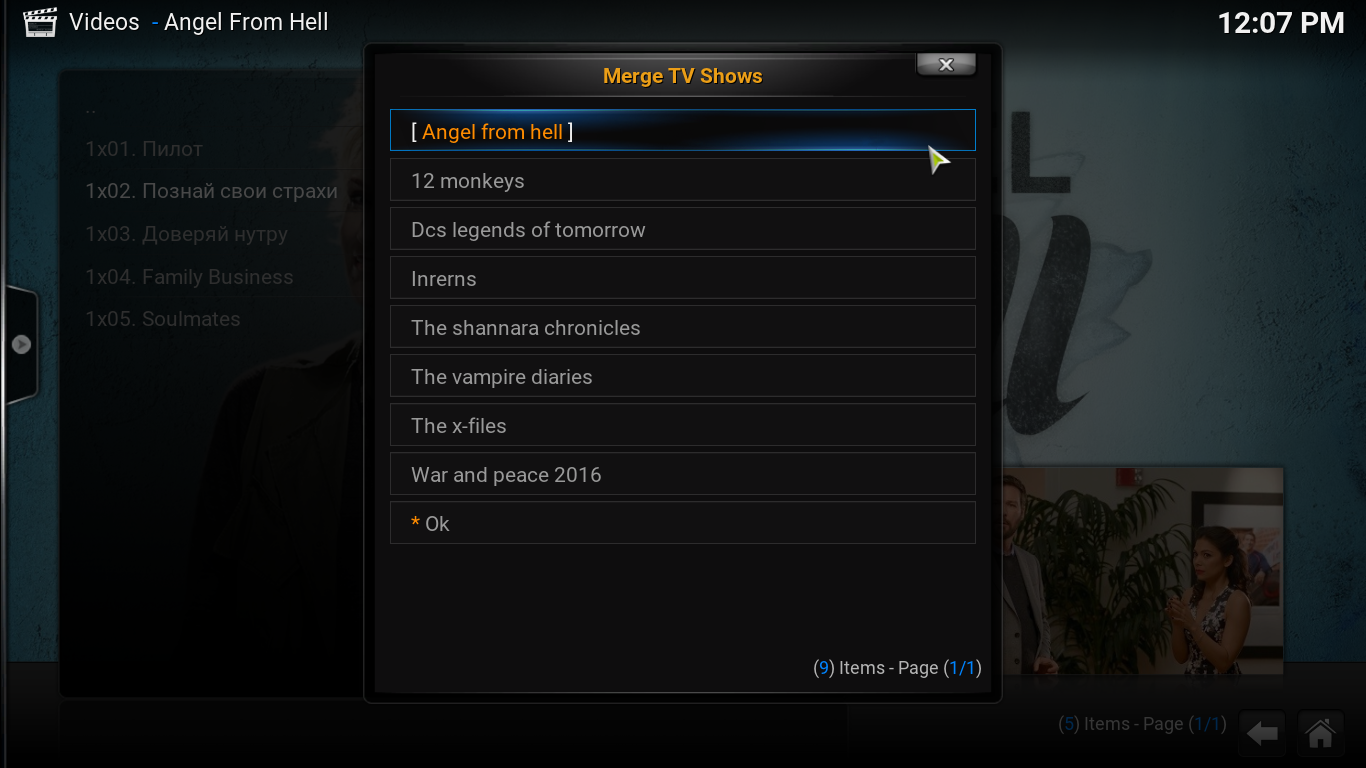 Videos - Angel From Hell
12:07 PM
Merge TV Shows
[ Angel from hell ]
12 monkeys
Dcs legends of tomorrow
Inrerns
The shannara chronicles
The vampire diaries
The x-files
War and peace 2016
* Ok
(9) Items - Page (1/1)
..
1x01. Пилот
1x02. Познай свои страхи
1x03. Доверяй нутру
1x04. Family Business
1x05. Soulmates
L
(5) Items - Page (1/1)